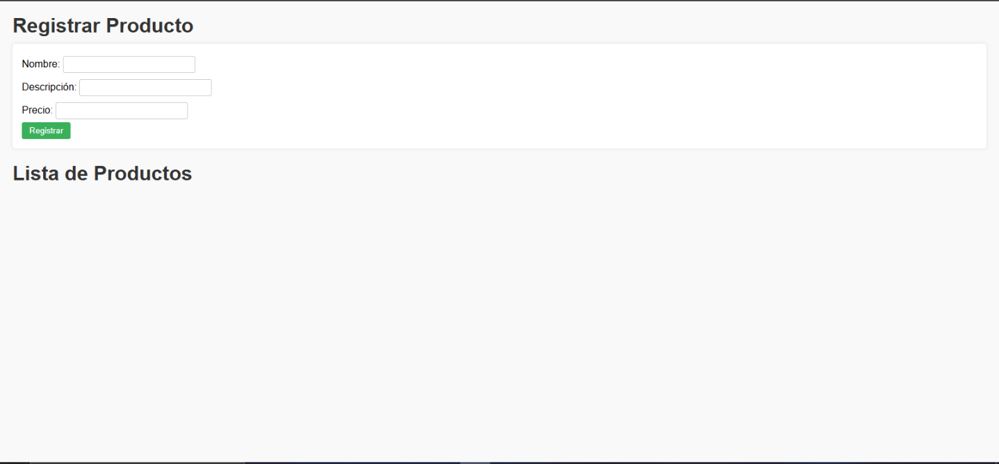 Registrar Producto
Nombre:
Descripción:
Precio:
Registrar
Lista de Productos